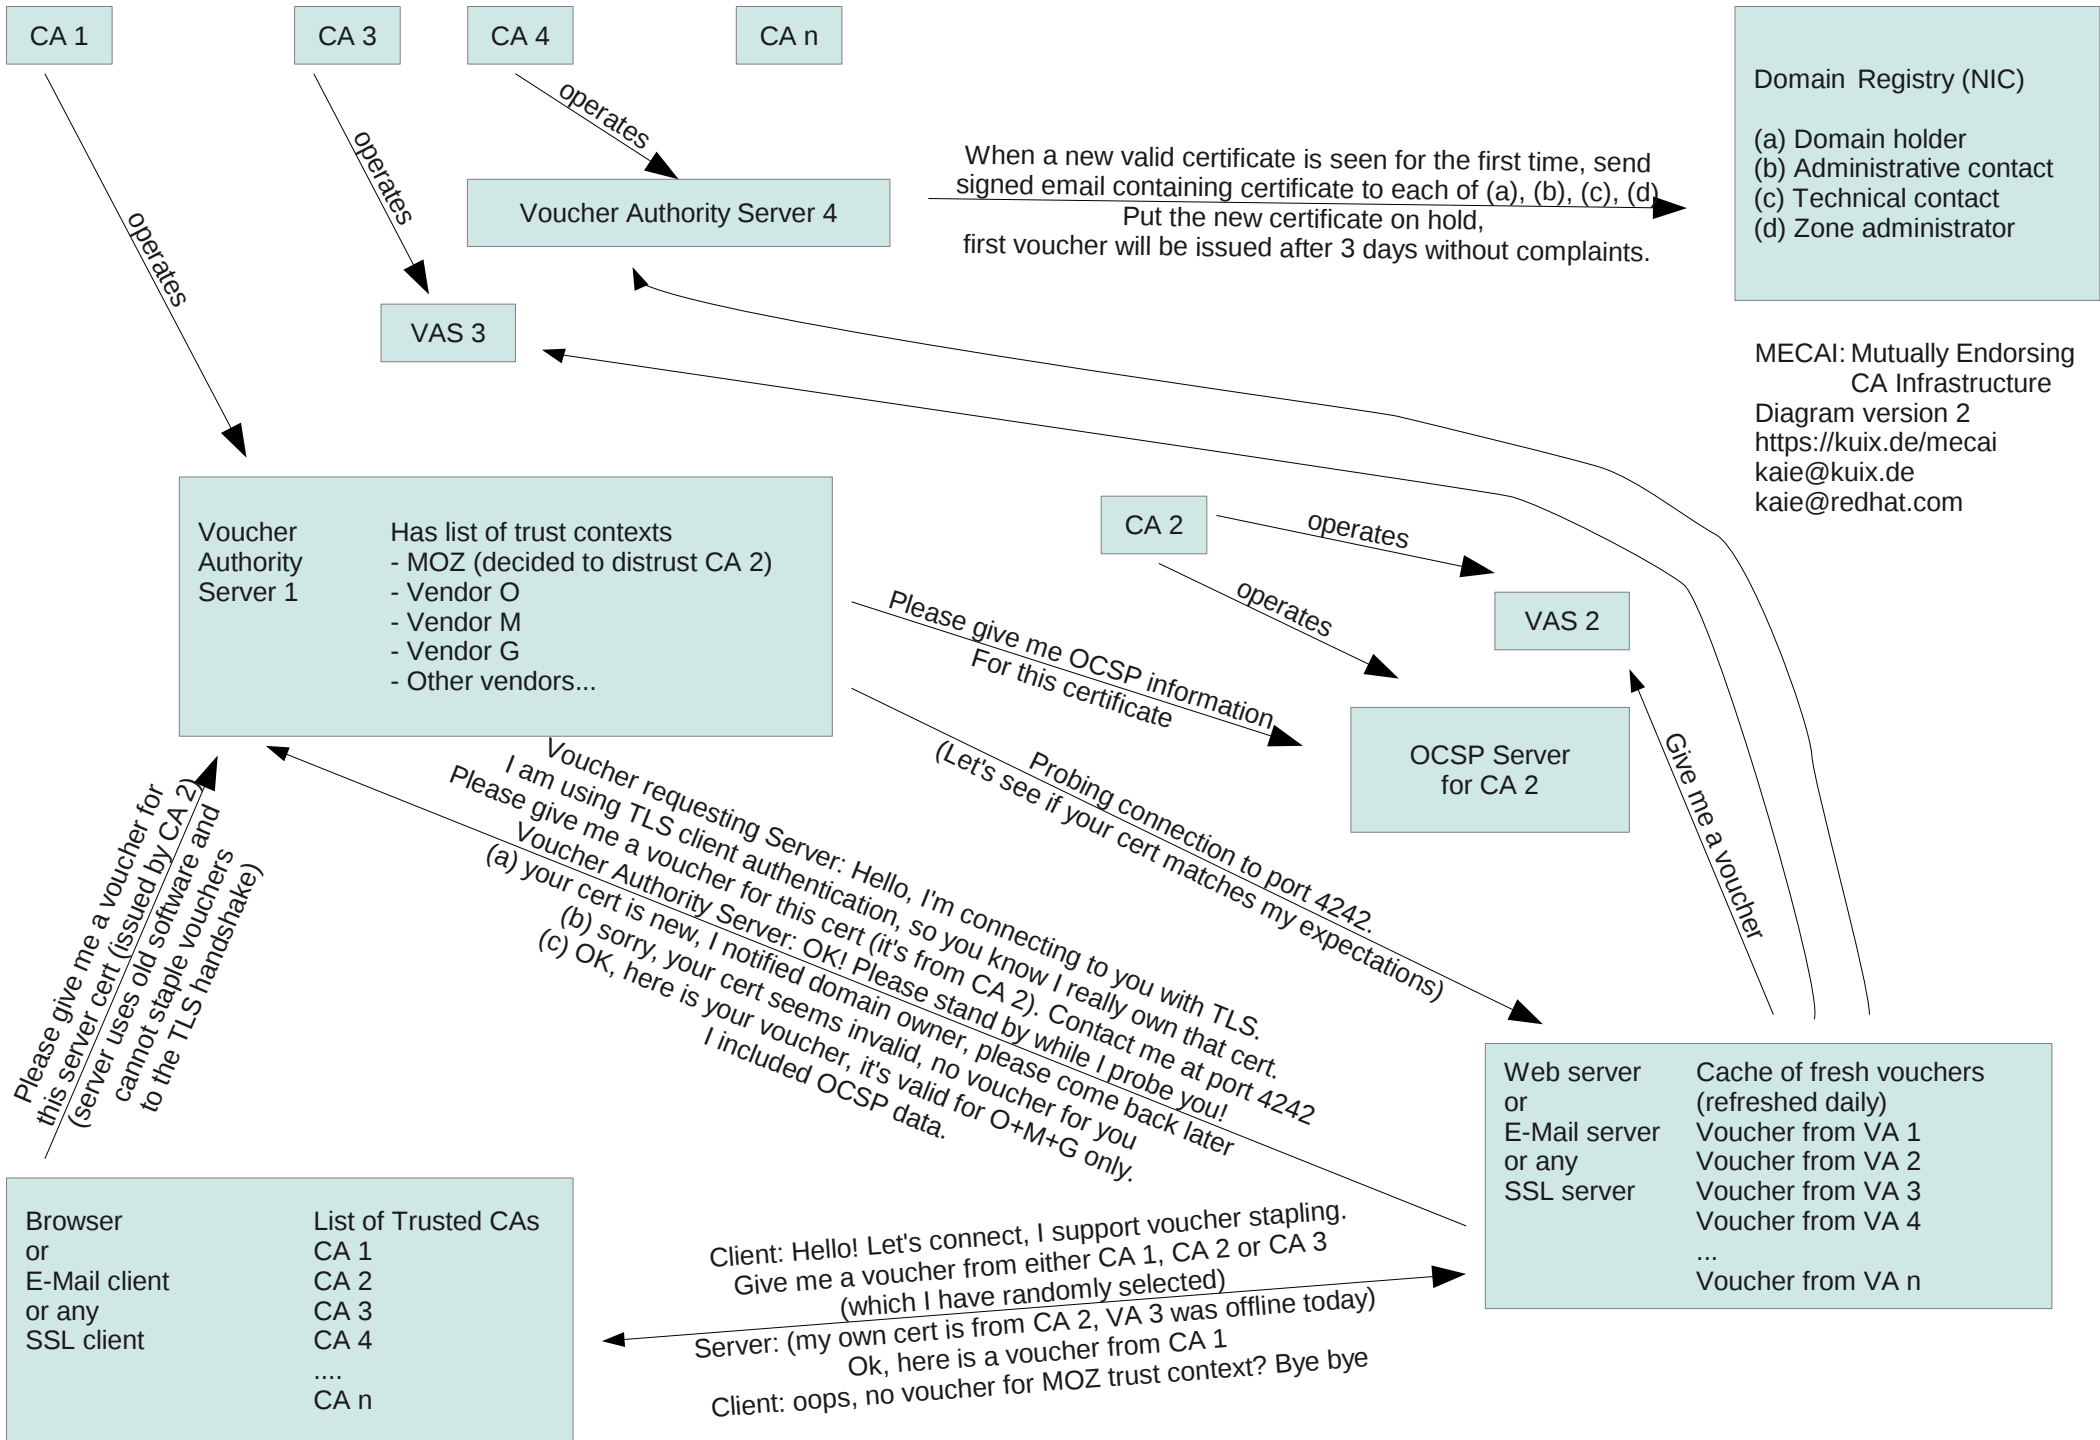 CA 1
CA 3
CA 4
CA n
operates
operates
operates
Voucher Authority Server 4
When a new valid certificate is seen for the first time, send
signed email containing certificate to each of (a), (b), (c), (d)
Put the new certificate on hold,
first voucher will be issued after 3 days without complaints.
Domain Registry (NIC)
(a) Domain holder
(b) Administrative contact
(c) Technical contact
(d) Zone administrator
VAS 3
MECAI: Mutually Endorsing
CA Infrastructure
Diagram version 2
https://kuix.de/mecai
kaie@kuix.de
kaie@redhat.com
Voucher
Authority
Server 1
Has list of trust contexts
- MOZ (decided to distrust CA 2)
- Vendor O
- Vendor M
- Vendor G
- Other vendors...
CA 2
operates
operates
VAS 2
Please give me OCSP information
For this certificate
OCSP Server
for CA 2
Probing connection to port 4242.
(Let's see if your cert matches my expectations)
Give me a voucher
Please give me a voucher for
this server cert (issued by CA 2)
(server uses old software and
cannot staple vouchers
to the TLS handshake)
Voucher requesting Server: Hello, I'm connecting to you with TLS.
I am using TLS client authentication, so you know I really own that cert.
Please give me a voucher for this cert (it's from CA 2). Contact me at port 4242
Voucher Authority Server: OK! Please stand by while I probe you!
(a) your cert is new, I notified domain owner, please come back later
(b) sorry, your cert seems invalid, no voucher for you
(c) OK, here is your voucher, it's valid for O+M+G only.
I included OCSP data.
Web server
or
E-Mail server
or any
SSL server
Cache of fresh vouchers
(refreshed daily)
Voucher from VA 1
Voucher from VA 2
Voucher from VA 3
Voucher from VA 4
...
Voucher from VA n
Browser
or
E-Mail client
or any
SSL client
List of Trusted CAs
CA 1
CA 2
CA 3
CA 4
....
CA n
Client: Hello! Let's connect, I support voucher stapling.
Give me a voucher from either CA 1, CA 2 or CA 3
(which I have randomly selected)
Server: (my own cert is from CA 2, VA 3 was offline today)
Ok, here is a voucher from CA 1
Client: oops, no voucher for MOZ trust context? Bye bye